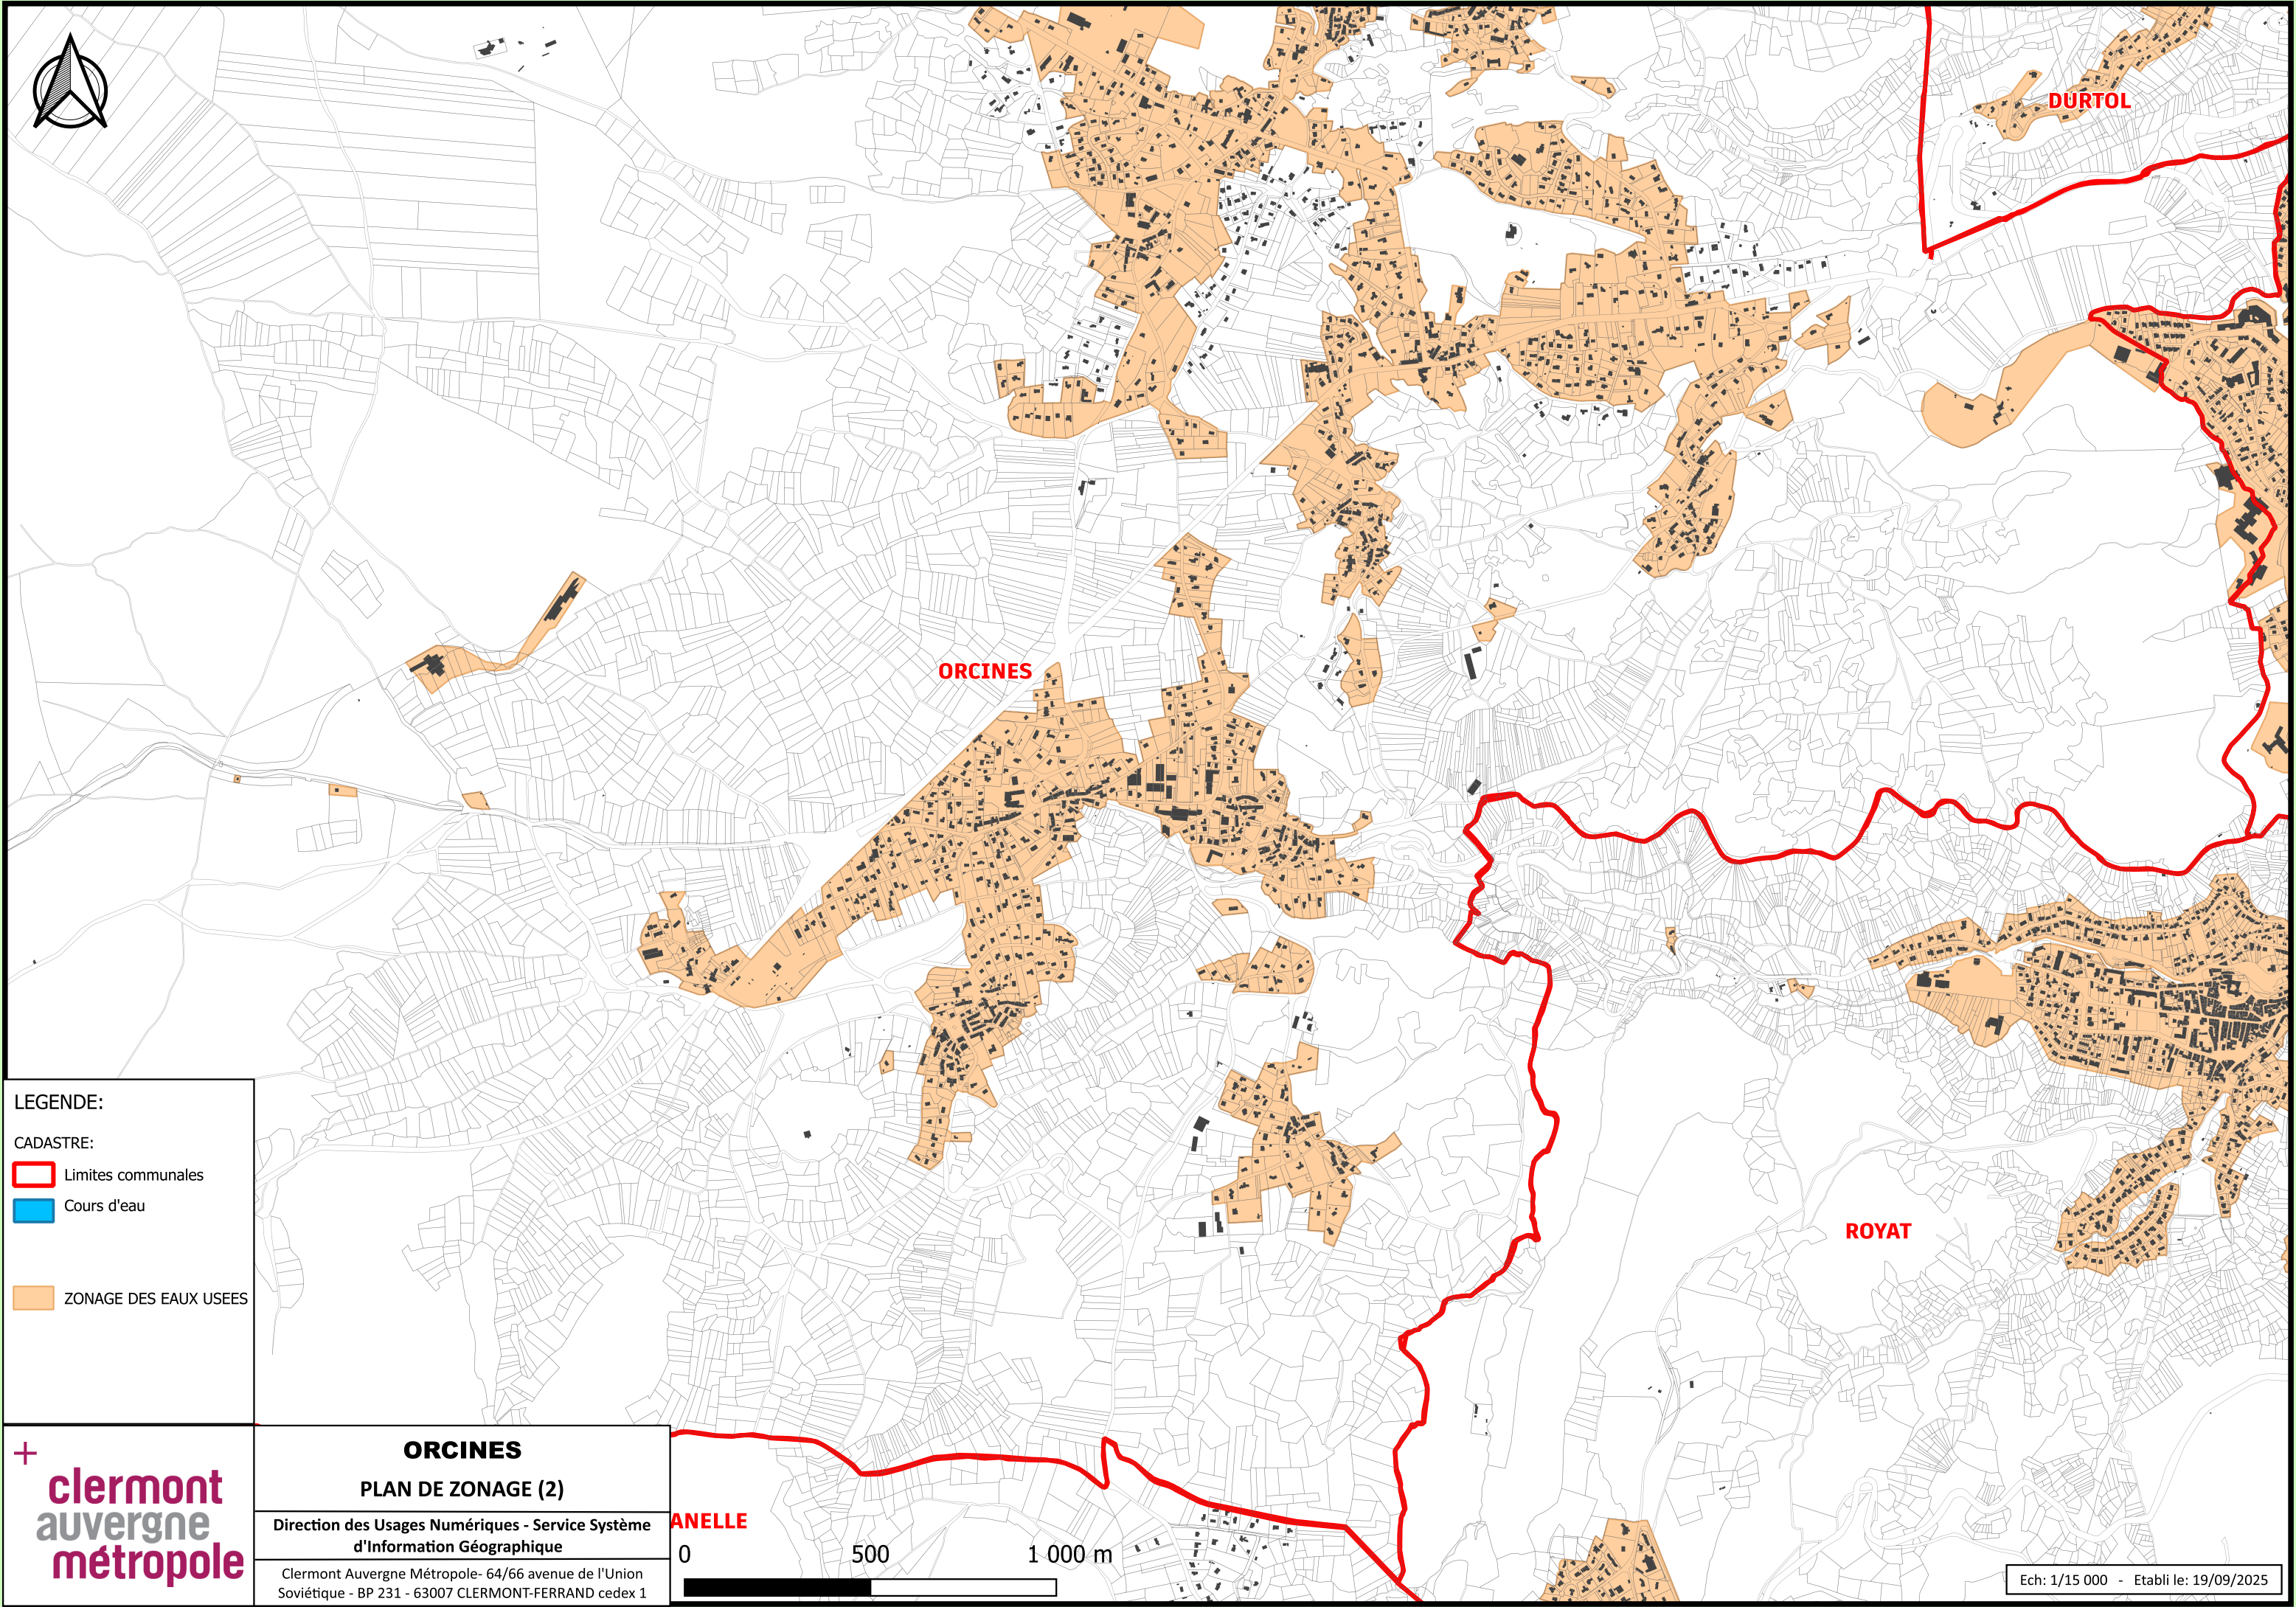 DURTOL
ORCINES
ROYAT
ANELLE
LEGENDE:
CADASTRE:
Limites communales
Cours d'eau
ZONAGE DES EAUX USEES
+
clermont
auvergne
métropole
ORCINES
PLAN DE ZONAGE (2)
Direction des Usages Numériques - Service Système
d'Information Géographique
Clermont Auvergne Métropole- 64/66 avenue de l'Union
Soviétique - BP 231 - 63007 CLERMONT-FERRAND cedex 1
0 500 1 000 m
Ech: 1/15 000 - Etabli le: 19/09/2025